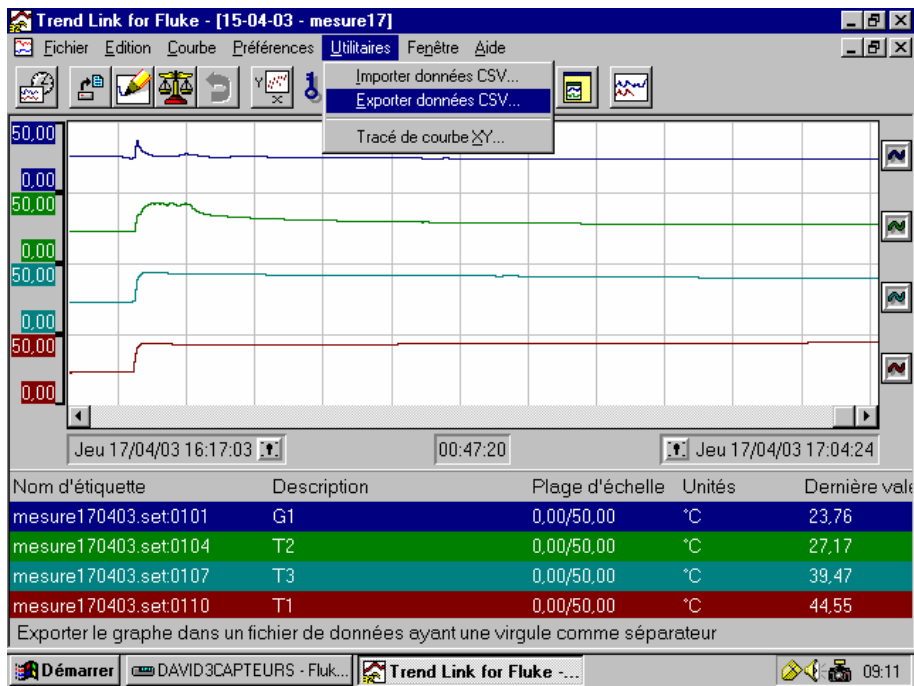 Trend Link for Fluke - [15-04-03 - mesure17]
Fichier Edition Courbe Préférences Utilitaires Fenêtre Aide
Importer données CSV...
Exporter données CSV...
Tracé de courbe XY...
Y
X
50,00
0,00
50,00
0,00
50,00
0,00
50,00
0,00
Jeu 17/04/03 16:17:03 00:47:20 Jeu 17/04/03 17:04:24
Nom d'étiquette Description Plage d'échelle Unités Dernière vale
mesure170403.set:0101 G1 0,00/50,00 °C 23,76
mesure170403.set:0104 T2 0,00/50,00 °C 27,17
mesure170403.set:0107 T3 0,00/50,00 °C 39,47
mesure170403.set:0110 T1 0,00/50,00 °C 44,55
Exporter le graphe dans un fichier de données ayant une virgule comme séparateur
Démarrer DAVID3CAPTEURS - Fluk... Trend Link for Fluke -... 09:11